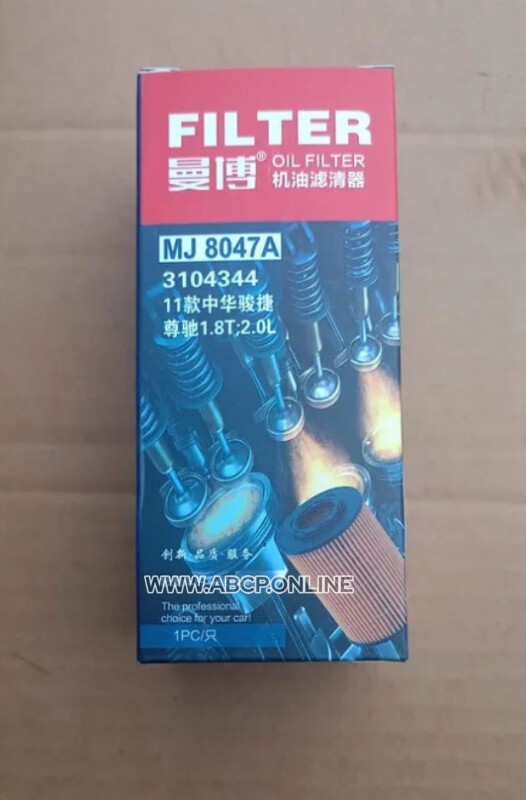 FILTER
曼博® OIL FILTER
机油滤清器
MJ 8047A
3104344
11款中华骏捷
尊驰1.8T;2.0L
创新·品质·服务
WWW.ABCP.ONLINE
The professional
choice for your car!
1PC/只